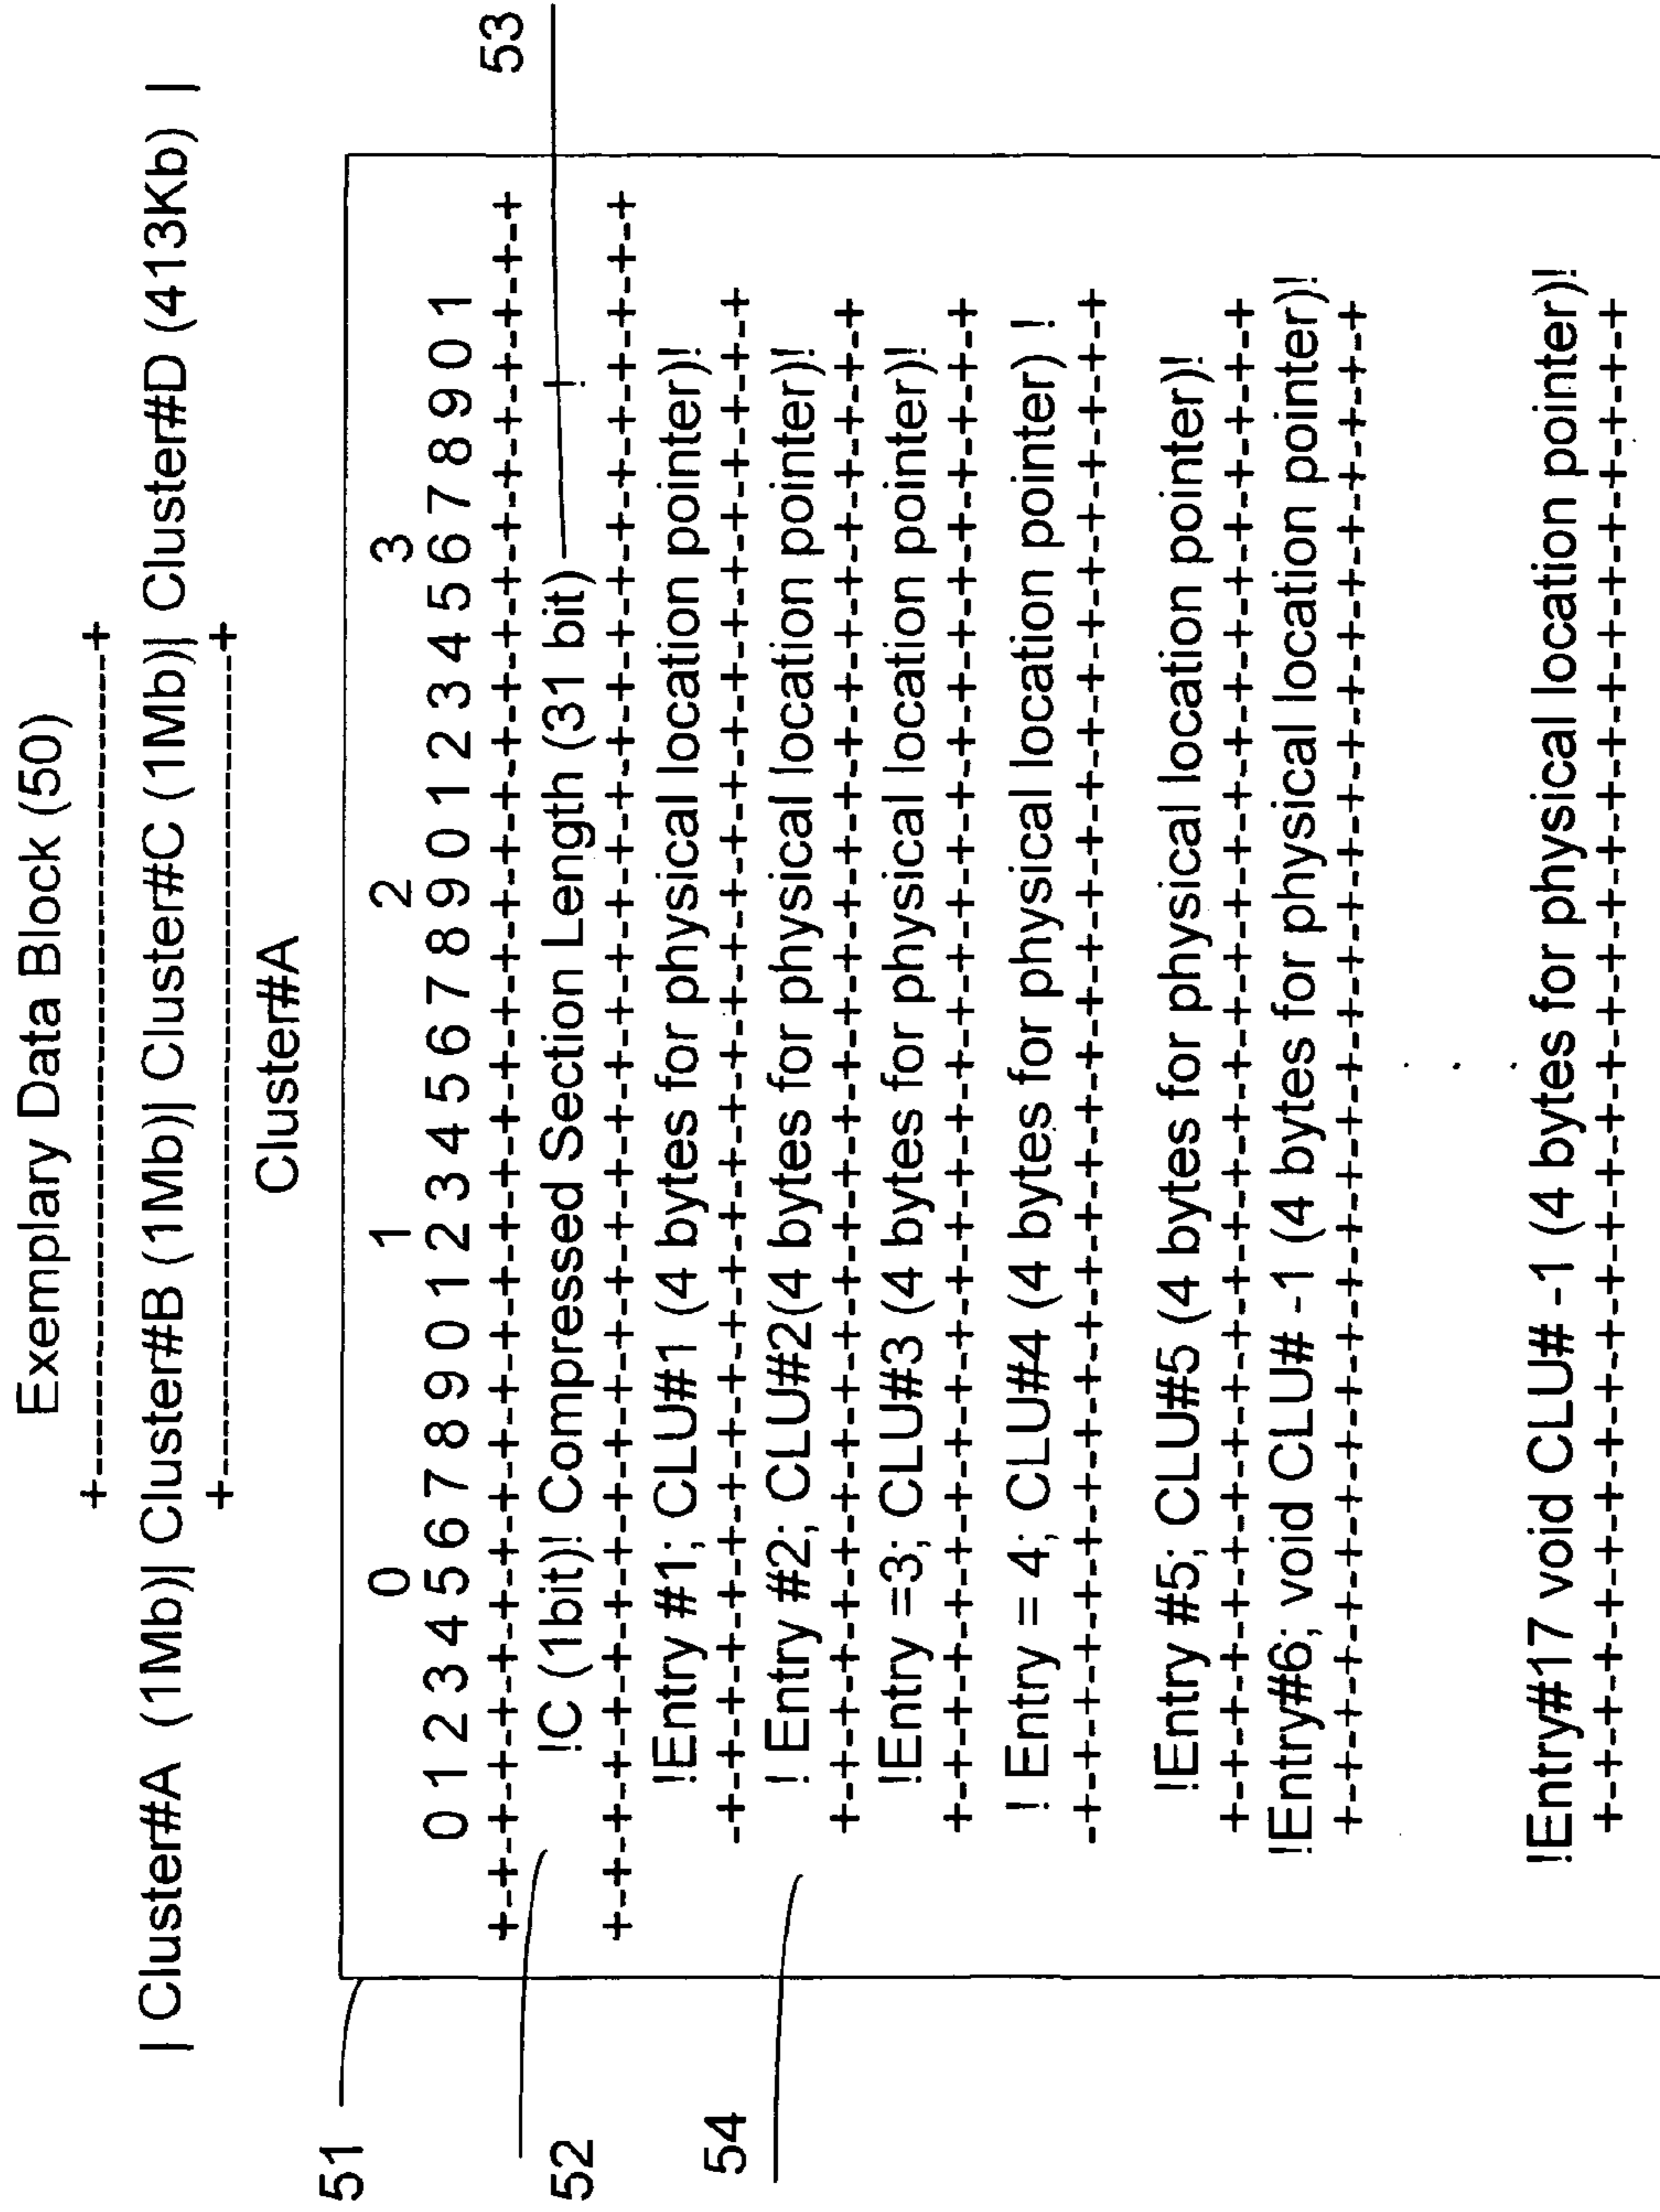 Exemplary Data Block (50)
+----------------------------------------------------+
| Cluster#A (1Mb)| Cluster#B (1Mb)| Cluster#C (1Mb)| Cluster#D (413Kb) |
+----------------------------------------------------+
Cluster#A
51
0 1 2 3
0 1 2 3 4 5 6 7 8 9 0 1 2 3 4 5 6 7 8 9 0 1 2 3 4 5 6 7 8 9 0 1
+-+-+-+-+-+-+-+-+-+-+-+-+-+-+-+-+-+-+-+-+-+-+-+-+-+-+-+-+-+-+-+-+
52
!C (1bit)! Compressed Section Length (31 bit) !
53
+-+-+-+-+-+-+-+-+-+-+-+-+-+-+-+-+-+-+-+-+-+-+-+-+-+-+-+-+-+-+-+-+
!Entry #1; CLU#1 (4 bytes for physical location pointer)!
-+-+-+-+-+-+-+-+-+-+-+-+-+-+-+-+-+-+-+-+-+-+-+-+-+-+-+-+-+
54
! Entry #2; CLU#2(4 bytes for physical location pointer)!
+-+-+-+-+-+-+-+-+-+-+-+-+-+-+-+-+-+-+-+-+-+-+-+-+-+-+-+-+-+
!Entry =3; CLU#3 (4 bytes for physical location pointer)!
+-+-+-+-+-+-+-+-+-+-+-+-+-+-+-+-+-+-+-+-+-+-+-+-+-+-+-+-+-+
! Entry = 4; CLU#4 (4 bytes for physical location pointer) !
-+-+-+-+-+-+-+-+-+-+-+-+-+-+-+-+-+-+-+-+-+-+-+-+-+-+-+-+-+
!Entry #5; CLU#5 (4 bytes for physical location pointer)!
+-+-+-+-+-+-+-+-+-+-+-+-+-+-+-+-+-+-+-+-+-+-+-+-+-+-+-+-+-+
!Entry#6; void CLU# -1 (4 bytes for physical location pointer)!
+-+-+-+-+-+-+-+-+-+-+-+-+-+-+-+-+-+-+-+-+-+-+-+-+-+-+-+-+-+
. . .
!Entry#17 void CLU# -1 (4 bytes for physical location pointer)!
+-+-+-+-+-+-+-+-+-+-+-+-+-+-+-+-+-+-+-+-+-+-+-+-+-+-+-+-+-+